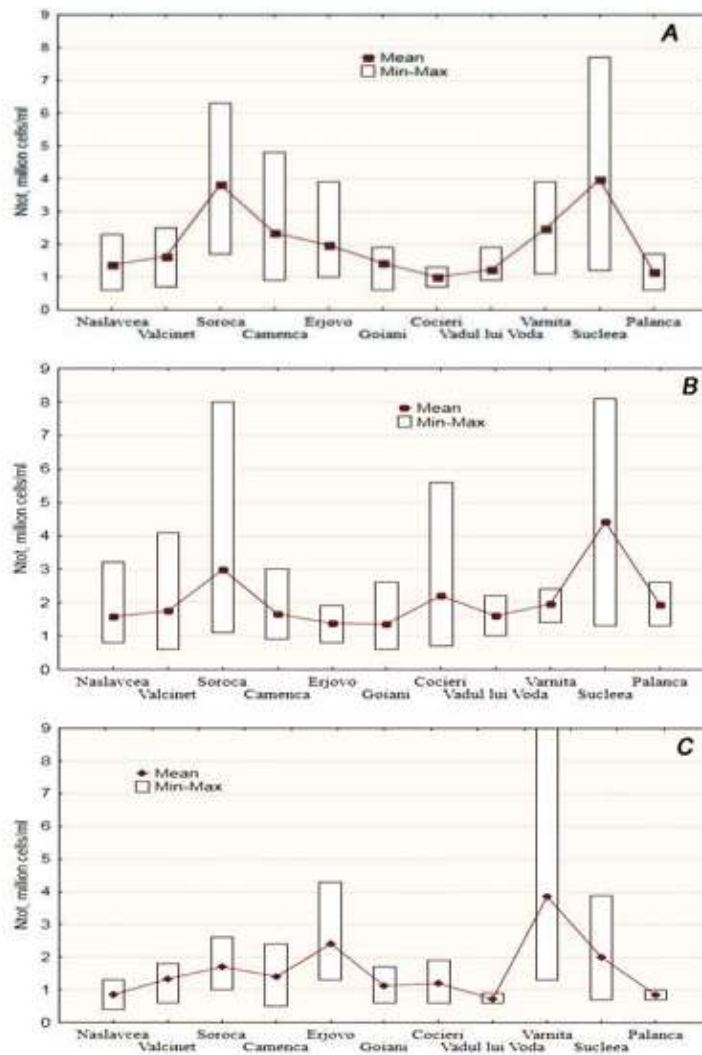 A
Mean
Min-Max
Ntot, million cells/ml
9
8
7
6
5
4
3
2
1
0
Naslavcea Soroca Erjovo Cocieri Varnita Palanca
Valcinet Camenca Goiani Vadul lui Voda Sucleea
B
Mean
Min-Max
Ntot, million cells/ml
9
8
7
6
5
4
3
2
1
0
Naslavcea Soroca Erjovo Cocieri Varnita Palanca
Valcinet Camenca Goiani Vadul lui Voda Sucleea
C
Mean
Min-Max
Ntot, million cells/ml
9
8
7
6
5
4
3
2
1
0
Naslavcea Soroca Erjovo Cocieri Varnita Palanca
Valcinet Camenca Goiani Vadul lui Voda Sucleea